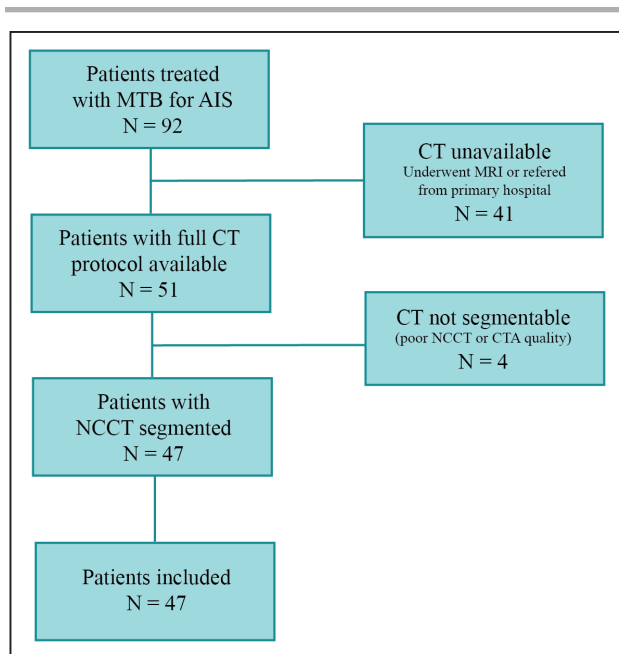 Patients treated
with MTB for AIS
N = 92
CT unavailable
Underwent MRI or refered
from primary hospital
N = 41
Patients with full CT
protocol available
N = 51
CT not segmentable
(poor NCCT or CTA quality)
N = 4
Patients with
NCCT segmented
N = 47
Patients included
N = 47